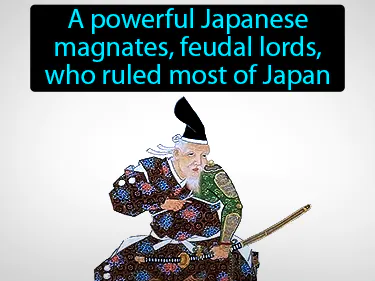 A powerful Japanese
magnates, feudal lords,
who ruled most of Japan